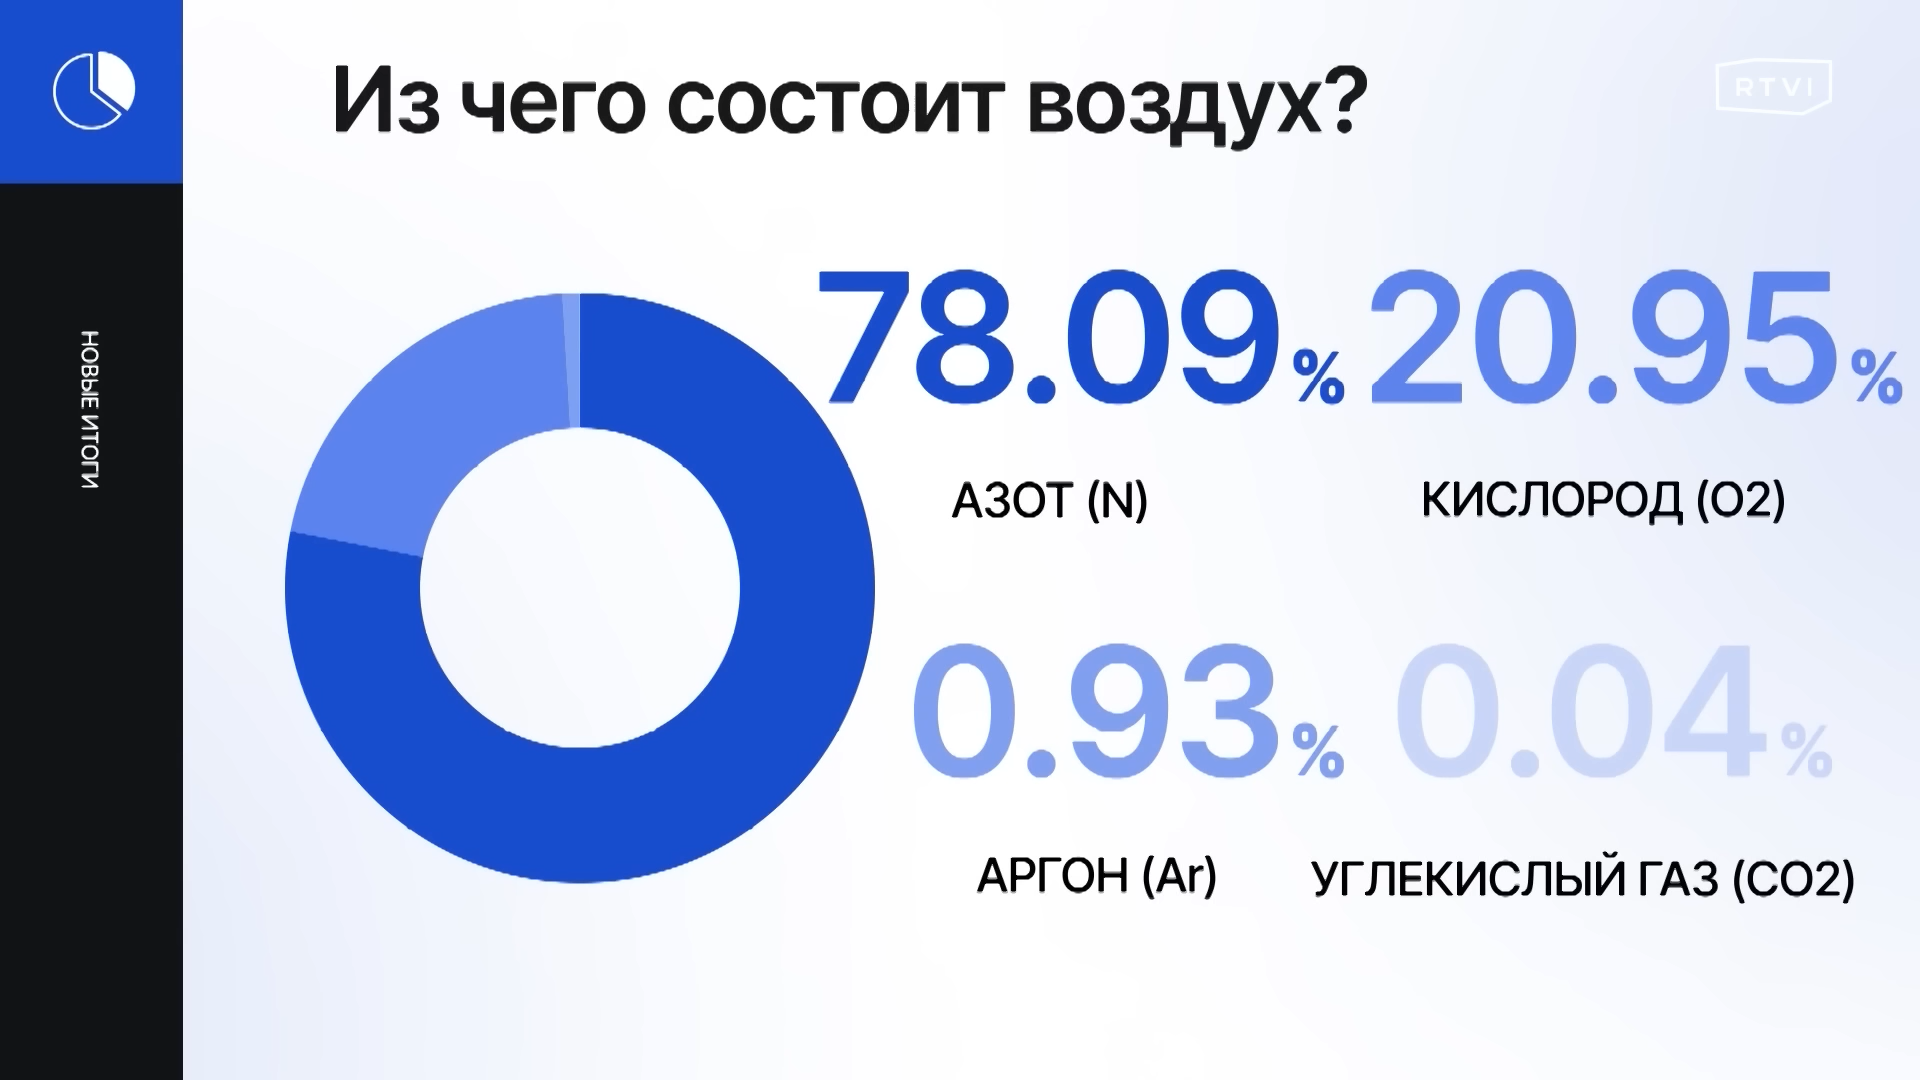 Из чего состоит воздух?
RTVI
НОВЫЕ ИТОГИ
78.09% 20.95%
АЗОТ (N) КИСЛОРОД (O2)
0.93% 0.04%
АРГОН (Ar) УГЛЕКИСЛЫЙ ГАЗ (CO2)